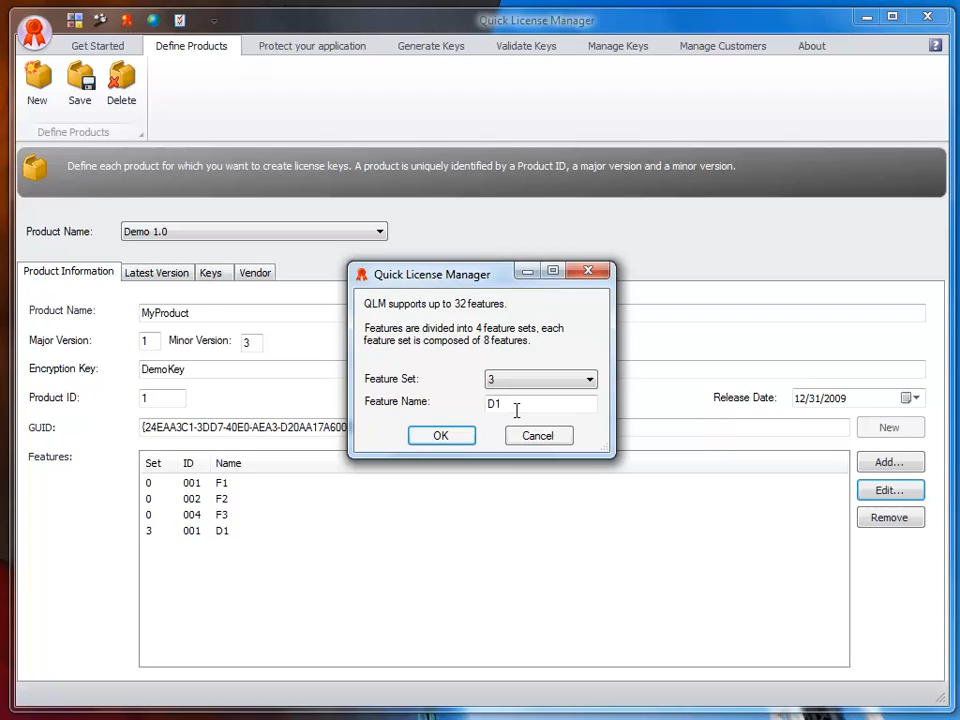 Quick License Manager
Get Started Define Products Protect your application Generate Keys Validate Keys Manage Keys Manage Customers About
New Save Delete
Define Products
Define each product for which you want to create license keys. A product is uniquely identified by a Product ID, a major version and a minor version.
Product Name: Demo 1.0
Product Information Latest Version Keys Vendor
Product Name: MyProduct
Major Version: 1 Minor Version: 3
Encryption Key: DemoKey
Product ID: 1 Release Date: 12/31/2009
GUID: {24EAA3C1-3DD7-40E0-AEA3-D20AA17A600 New
Features: Set ID Name Add...
0 001 F1
0 002 F2 Edit...
0 004 F3 Remove
3 001 D1
Quick License Manager
QLM supports up to 32 features.
Features are divided into 4 feature sets, each
feature set is composed of 8 features.
Feature Set: 3
Feature Name: D1
OK Cancel